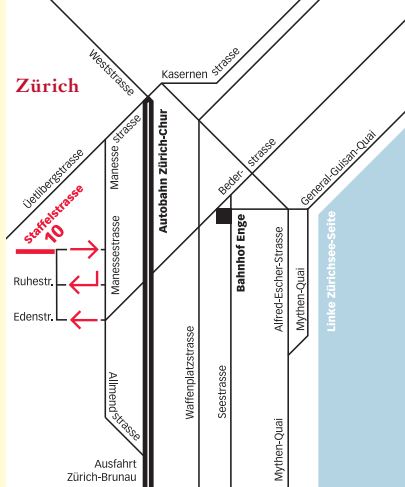 Weststrasse
Kasernen
strasse
Zürich
Manesse
strasse
Autobahn Zürich-Chur
Üetlibergstrasse
Beder-
strasse
General-Guisan-Quai
Staffelstrasse
10
Manessestrasse
Bahnhof Enge
Alfred-Escher-Strasse
Mythen-Quai
Linke Zürichsee-Seite
Ruhestr.
Edenstr.
Allmend
strasse
Waffenplatzstrasse
Seestrasse
Mythen-Quai
Ausfahrt
Zürich-Brunau